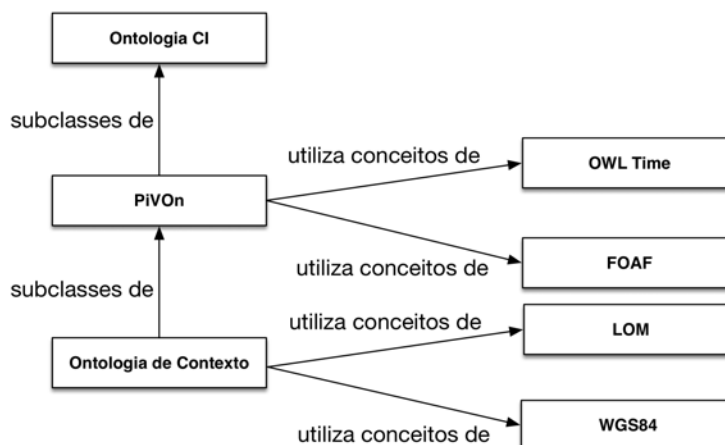 Ontologia CI
subclasses de
utiliza conceitos de
OWL Time
PiVOn
utiliza conceitos de
FOAF
subclasses de
utiliza conceitos de
LOM
Ontologia de Contexto
utiliza conceitos de
WGS84